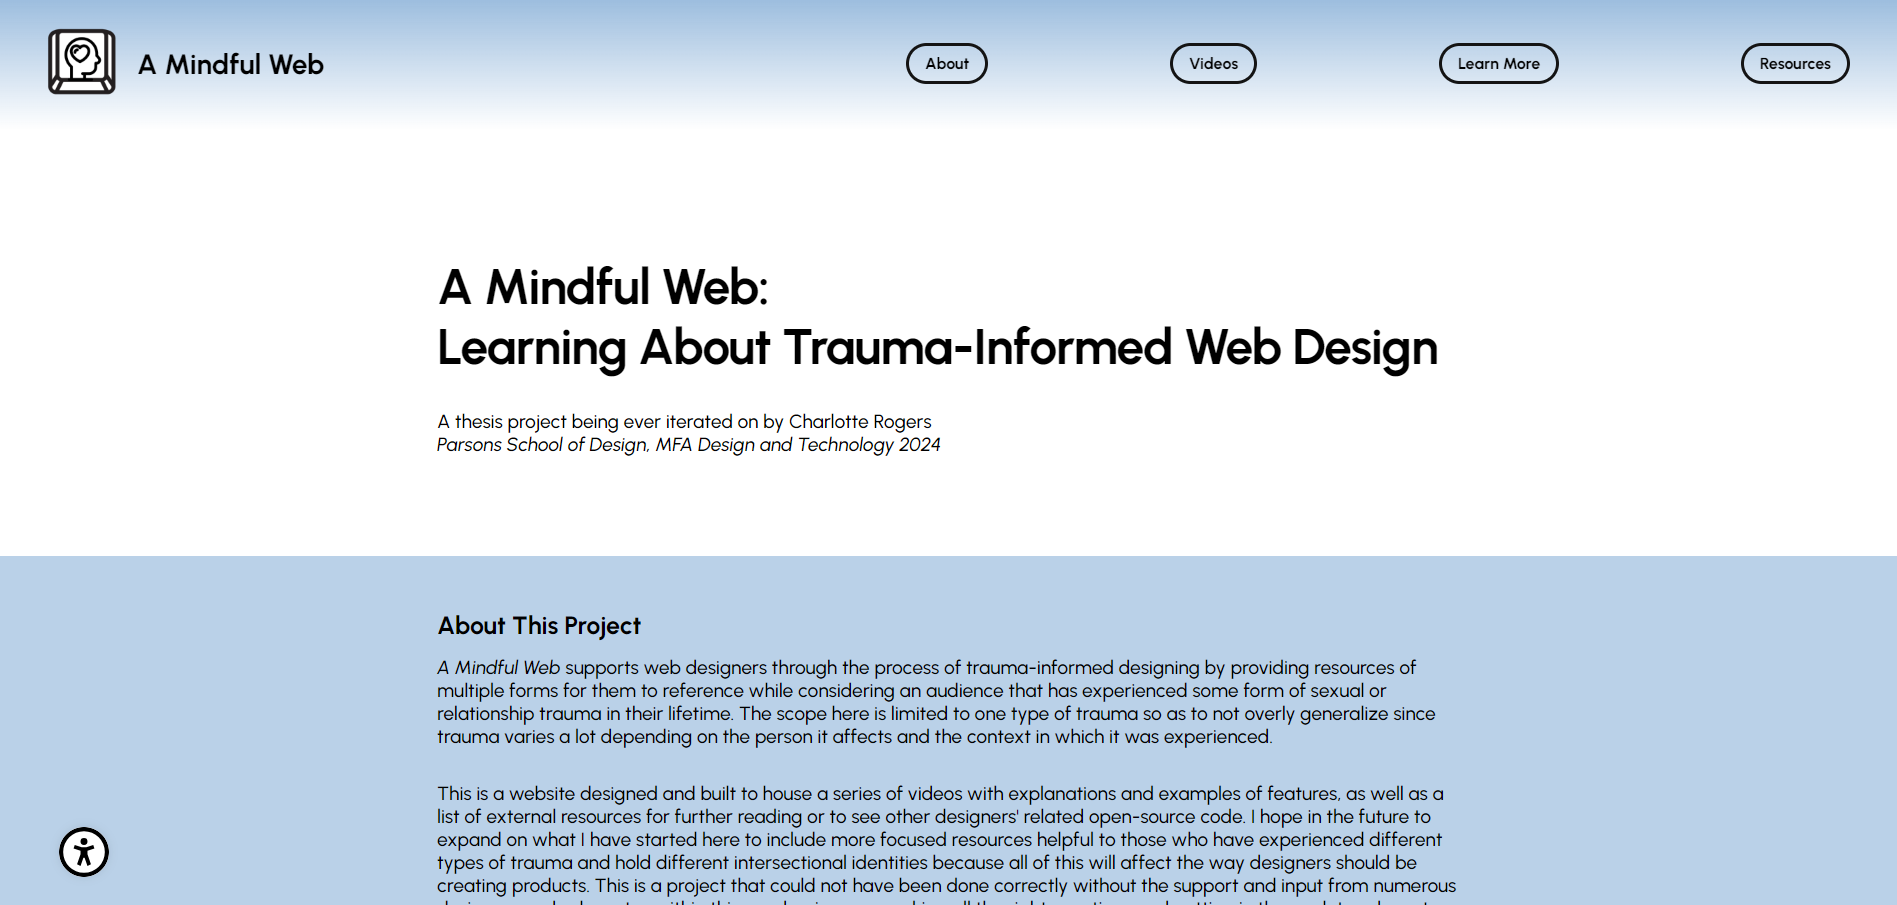 A Mindful Web
About
Videos
Learn More
Resources
A Mindful Web:
Learning About Trauma-Informed Web Design
A thesis project being ever iterated on by Charlotte Rogers
Parsons School of Design, MFA Design and Technology 2024
About This Project
A Mindful Web supports web designers through the process of trauma-informed designing by providing resources of
multiple forms for them to reference while considering an audience that has experienced some form of sexual or
relationship trauma in their lifetime. The scope here is limited to one type of trauma so as to not overly generalize since
trauma varies a lot depending on the person it affects and the context in which it was experienced.
This is a website designed and built to house a series of videos with explanations and examples of features, as well as a
list of external resources for further reading or to see other designers' related open-source code. I hope in the future to
expand on what I have started here to include more focused resources helpful to those who have experienced different
types of trauma and hold different intersectional identities because all of this will affect the way designers should be
creating products. This is a project that could not have been done correctly without the support and input from numerous